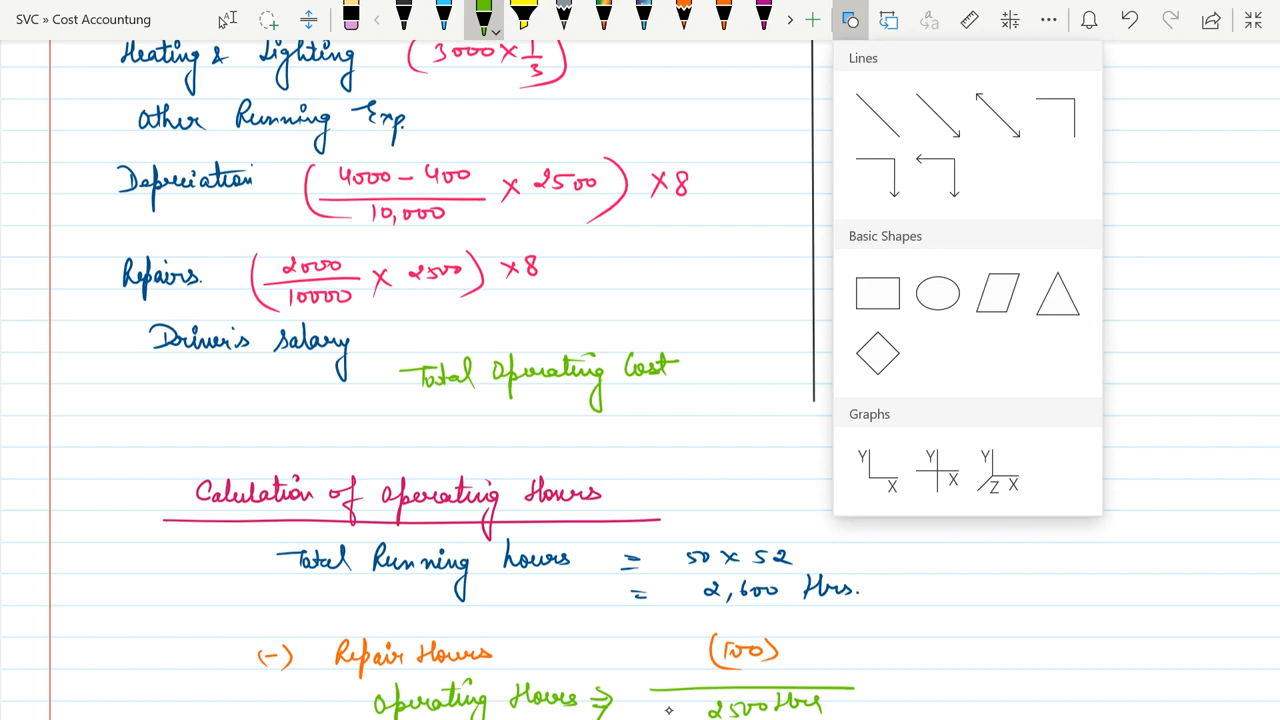 SVC » Cost Accountung
Heating & Lighting (3000 × 1/3)
Other Running Exp.
Depreciation (4000 - 400 / 10,000 × 2500) × 8
Repairs. (2000 / 10000 × 2500) × 8
Driver's Salary
Total Operating Cost
Calculation of Operating Hours
Total Running hours = 50 × 52
= 2,600 Hrs.
(-) Repair Hours (100)
Operating Hours ⇒ 2500 Hrs
Lines
Basic Shapes
Graphs
Y X
Y X
Y Z X